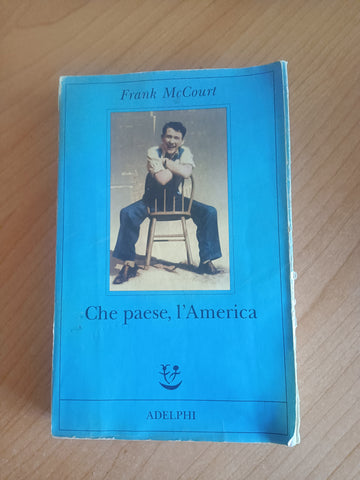 Frank McCourt
Che paese, l'America
ADELPHI